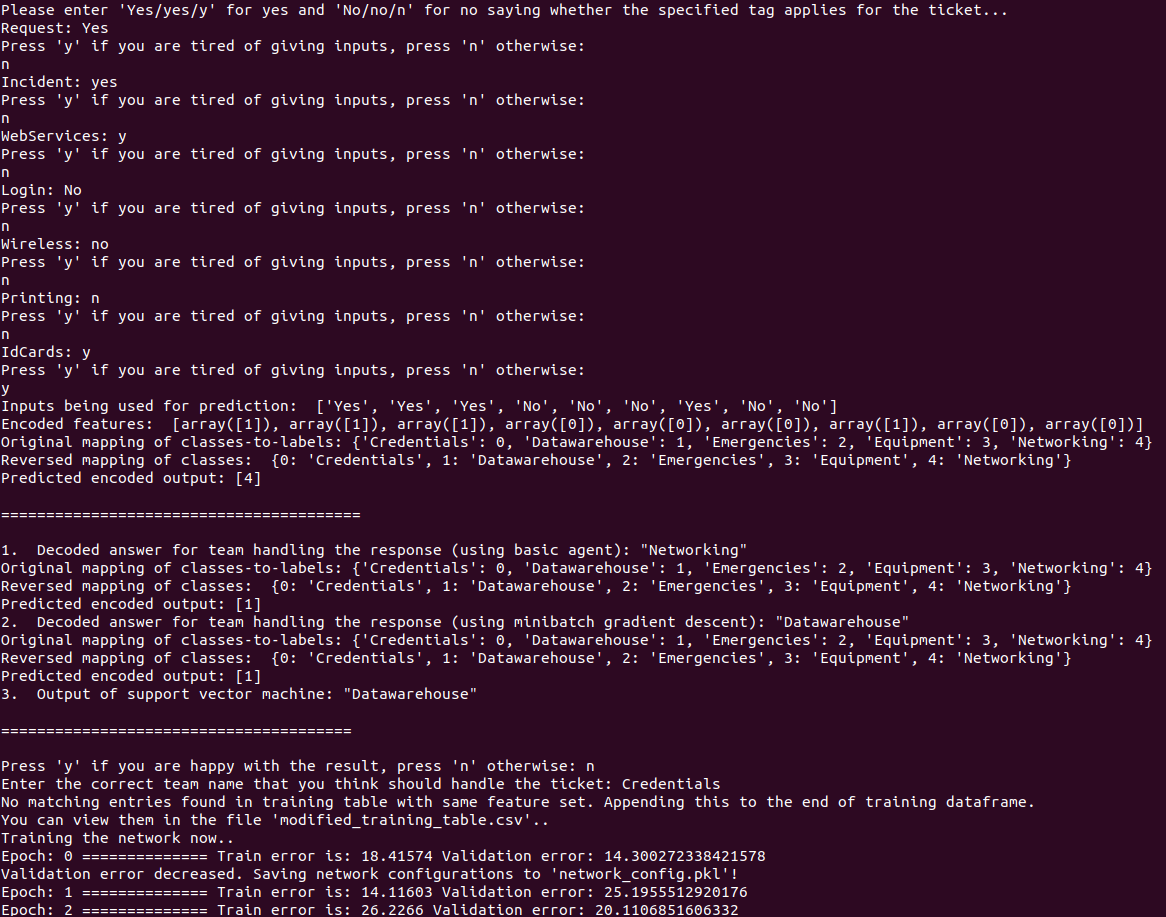 Please enter 'Yes/yes/y' for yes and 'No/no/n' for no saying whether the specified tag applies for the ticket...
Request: Yes
Press 'y' if you are tired of giving inputs, press 'n' otherwise:
n
Incident: yes
Press 'y' if you are tired of giving inputs, press 'n' otherwise:
n
WebServices: y
Press 'y' if you are tired of giving inputs, press 'n' otherwise:
n
Login: No
Press 'y' if you are tired of giving inputs, press 'n' otherwise:
n
Wireless: no
Press 'y' if you are tired of giving inputs, press 'n' otherwise:
n
Printing: n
Press 'y' if you are tired of giving inputs, press 'n' otherwise:
n
IdCards: y
Press 'y' if you are tired of giving inputs, press 'n' otherwise:
y
Inputs being used for prediction:  ['Yes', 'Yes', 'Yes', 'No', 'No', 'No', 'Yes', 'No', 'No']
Encoded features:  [array([1]), array([1]), array([1]), array([0]), array([0]), array([0]), array([1]), array([0]), array([0])]
Original mapping of classes-to-labels: {'Credentials': 0, 'Datawarehouse': 1, 'Emergencies': 2, 'Equipment': 3, 'Networking': 4}
Reversed mapping of classes:  {0: 'Credentials', 1: 'Datawarehouse', 2: 'Emergencies', 3: 'Equipment', 4: 'Networking'}
Predicted encoded output: [4]
========================================
1.  Decoded answer for team handling the response (using basic agent): "Networking"
Original mapping of classes-to-labels: {'Credentials': 0, 'Datawarehouse': 1, 'Emergencies': 2, 'Equipment': 3, 'Networking': 4}
Reversed mapping of classes:  {0: 'Credentials', 1: 'Datawarehouse', 2: 'Emergencies', 3: 'Equipment', 4: 'Networking'}
Predicted encoded output: [1]
2.  Decoded answer for team handling the response (using minibatch gradient descent): "Datawarehouse"
Original mapping of classes-to-labels: {'Credentials': 0, 'Datawarehouse': 1, 'Emergencies': 2, 'Equipment': 3, 'Networking': 4}
Reversed mapping of classes:  {0: 'Credentials', 1: 'Datawarehouse', 2: 'Emergencies', 3: 'Equipment', 4: 'Networking'}
Predicted encoded output: [1]
3.  Output of support vector machine: "Datawarehouse"
=======================================
Press 'y' if you are happy with the result, press 'n' otherwise: n
Enter the correct team name that you think should handle the ticket: Credentials
No matching entries found in training table with same feature set. Appending this to the end of training dataframe.
You can view them in the file 'modified_training_table.csv'..
Training the network now..
Epoch: 0 ============== Train error is: 18.41574 Validation error: 14.300272338421578
Validation error decreased. Saving network configurations to 'network_config.pkl'!
Epoch: 1 ============== Train error is: 14.11603 Validation error: 25.1955512920176
Epoch: 2 ============== Train error is: 26.2266 Validation error: 20.1106851606332